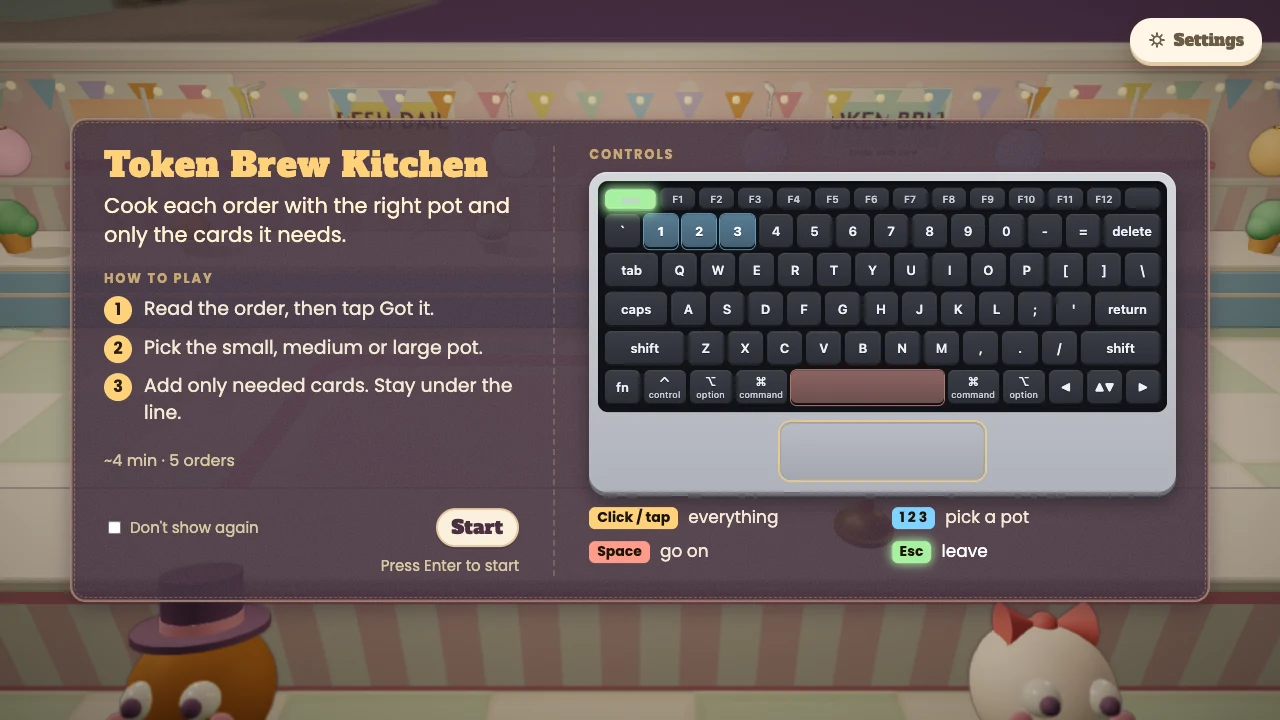 Settings
Token Brew Kitchen
Cook each order with the right pot and
only the cards it needs.
HOW TO PLAY
1 Read the order, then tap Got it.
2 Pick the small, medium or large pot.
3 Add only needed cards. Stay under the
line.
~4 min · 5 orders
Don't show again
Start
Press Enter to start
CONTROLS
F1 F2 F3 F4 F5 F6 F7 F8 F9 F10 F11 F12
` 1 2 3 4 5 6 7 8 9 0 - = delete
tab Q W E R T Y U I O P [ ] \
caps A S D F G H J K L ; ' return
shift Z X C V B N M , . / shift
fn ^ control ⌥ option ⌘ command ⌘ command ⌥ option ◀ ▲▼ ▶
Click / tap everything
1 2 3 pick a pot
Space go on
Esc leave